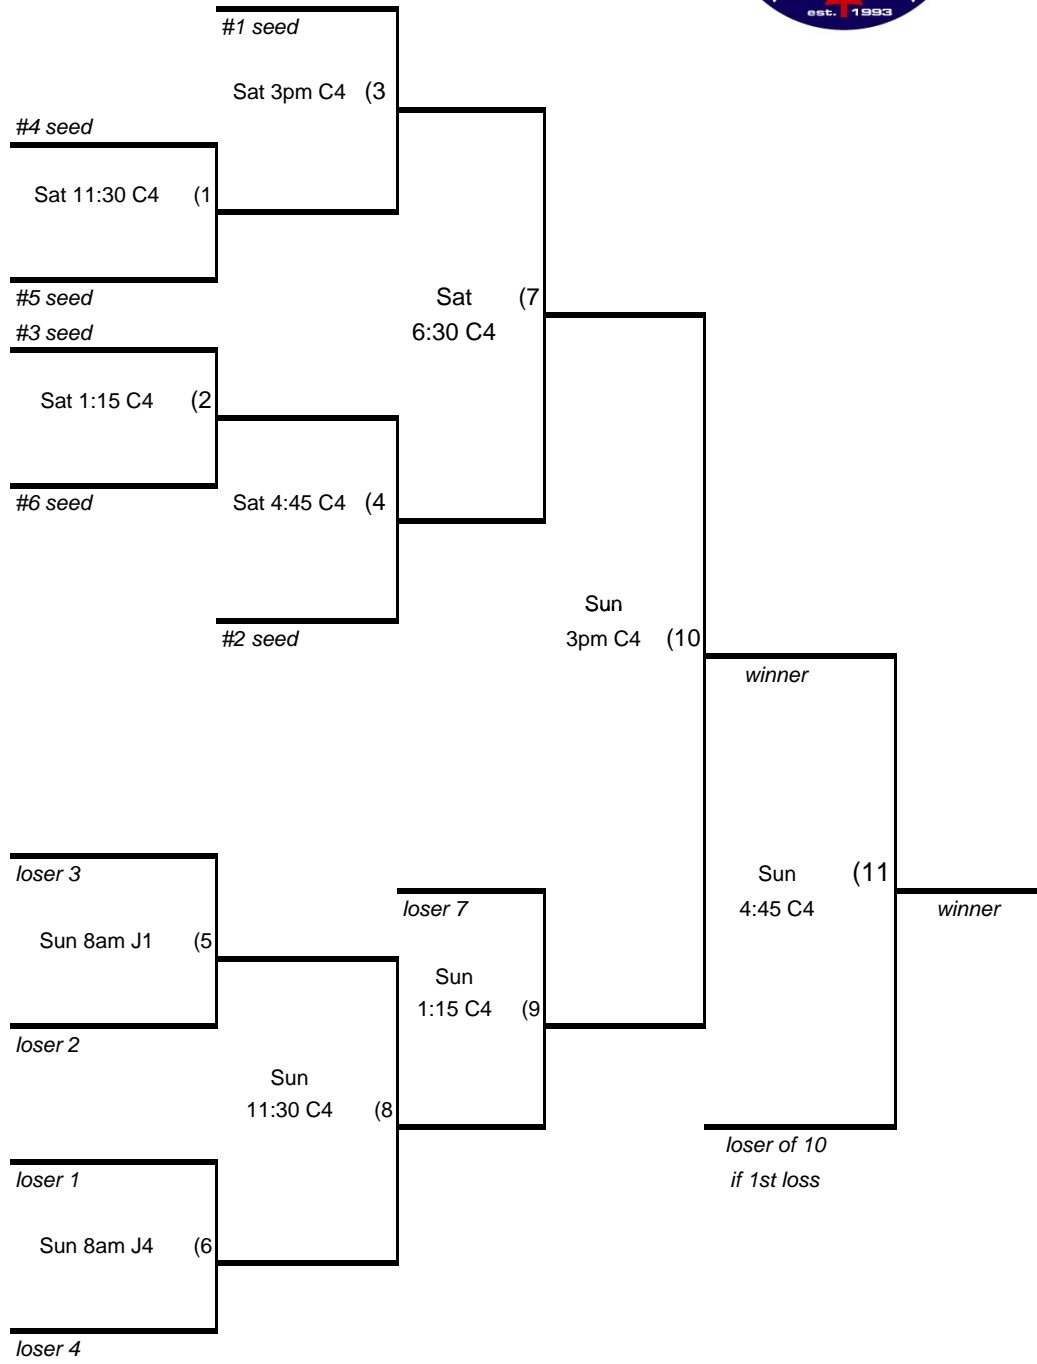 est. 1993
#1 seed
Sat 3pm C4 (3
#4 seed
Sat 11:30 C4 (1
#5 seed
#3 seed
Sat 1:15 C4 (2
#6 seed
Sat
6:30 C4
(7
Sat 4:45 C4 (4
#2 seed
Sun
3pm C4 (10
winner
loser 3
Sun 8am J1 (5
loser 2
loser 7
Sun
1:15 C4 (9
Sun
4:45 C4
(11
winner
Sun
11:30 C4 (8
loser of 10
if 1st loss
loser 1
Sun 8am J4 (6
loser 4